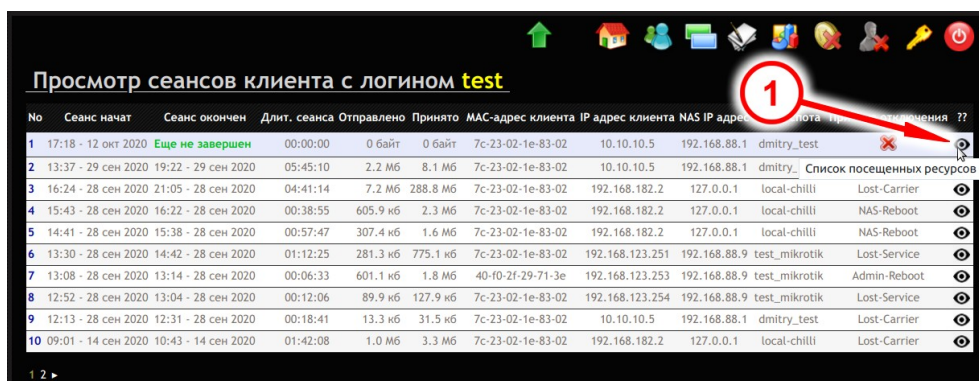 Просмотр сеансов клиента с логином test
1
No Сеанс начат Сеанс окончен Длит. сеанса Отправлено Принято MAC-адрес клиента IP адрес клиента NAS IP адрес ??
1 17:18 - 12 окт 2020 Еще не завершен 00:00:00 0 байт 0 байт 7c-23-02-1e-83-02 10.10.10.5 192.168.88.1 dmitry_test
2 13:37 - 29 сен 2020 19:22 - 29 сен 2020 05:45:10 2.2 Мб 8.1 Мб 7c-23-02-1e-83-02 10.10.10.5 192.168.88.1 dmitry_ Список посещенных ресурсов
3 16:24 - 28 сен 2020 21:05 - 28 сен 2020 04:41:14 7.2 Мб 288.8 Мб 7c-23-02-1e-83-02 192.168.182.2 127.0.0.1 local-chilli Lost-Carrier
4 15:43 - 28 сен 2020 16:22 - 28 сен 2020 00:38:55 605.9 кб 2.3 Мб 7c-23-02-1e-83-02 192.168.182.2 127.0.0.1 local-chilli NAS-Reboot
5 14:41 - 28 сен 2020 15:38 - 28 сен 2020 00:57:47 307.4 кб 1.6 Мб 7c-23-02-1e-83-02 192.168.182.2 127.0.0.1 local-chilli NAS-Reboot
6 13:30 - 28 сен 2020 14:42 - 28 сен 2020 01:12:25 281.3 кб 775.1 кб 7c-23-02-1e-83-02 192.168.123.251 192.168.88.9 test_mikrotik Lost-Service
7 13:08 - 28 сен 2020 13:14 - 28 сен 2020 00:06:33 601.1 кб 1.8 Мб 40-f0-2f-29-71-3e 192.168.123.253 192.168.88.9 test_mikrotik Admin-Reboot
8 12:52 - 28 сен 2020 13:04 - 28 сен 2020 00:12:06 89.9 кб 127.9 кб 7c-23-02-1e-83-02 192.168.123.254 192.168.88.9 test_mikrotik Lost-Service
9 12:13 - 28 сен 2020 12:31 - 28 сен 2020 00:18:41 13.3 кб 31.5 кб 7c-23-02-1e-83-02 10.10.10.5 192.168.88.1 dmitry_test Lost-Carrier
10 09:01 - 14 сен 2020 10:43 - 14 сен 2020 01:42:08 1.0 Мб 3.3 Мб 7c-23-02-1e-83-02 192.168.182.2 127.0.0.1 local-chilli Lost-Carrier
1 2 ►